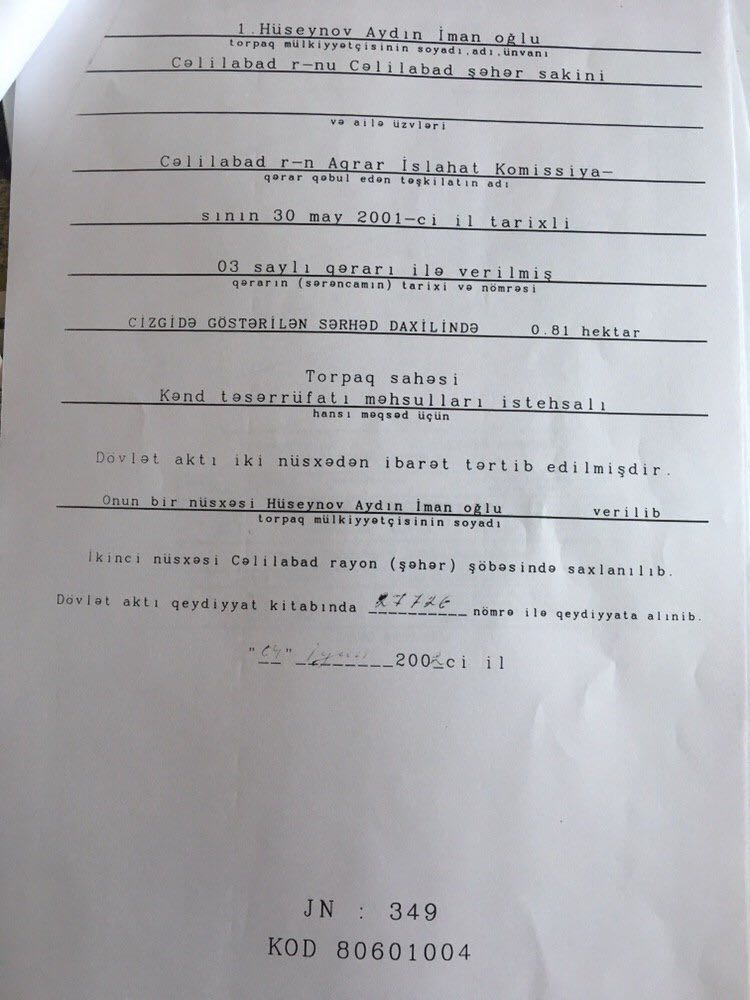 1.Hüseynov Aydın İman oğlu
torpaq mülkiyyətçisinin soyadı,adı,ünvanı
Cəlilabad r-nu Cəlilabad şəhər sakini
və ailə üzvləri
Cəlilabad r-n Aqrar İslahat Komissiya-
qərar qəbul edən təşkilatın adı
sının 30 may 2001-ci il tarixli
03 saylı qərarı ilə verilmiş
qərarın (sərəncamın) tarixi və nömrəsi
CİZGİDƏ GÖSTƏRİLƏN SƏRHƏD DAXİLİNDƏ 0.81 hektar
Torpaq sahəsi
Kənd təsərrüfatı məhsulları istehsalı
hansı məqsəd üçün
Dövlət aktı iki nüsxədən ibarət tərtib edilmişdir.
Onun bir nüsxəsi Hüseynov Aydın İman oğlu verilib
torpaq mülkiyyətçisinin soyadı
İkinci nüsxəsi Cəlilabad rayon (şəhər) şöbəsində saxlanılıb.
Dövlət aktı qeydiyyat kitabında 27726 nömrə ilə qeydiyyata alınıb.
"04" ci il
JN : 349
KOD 80601004